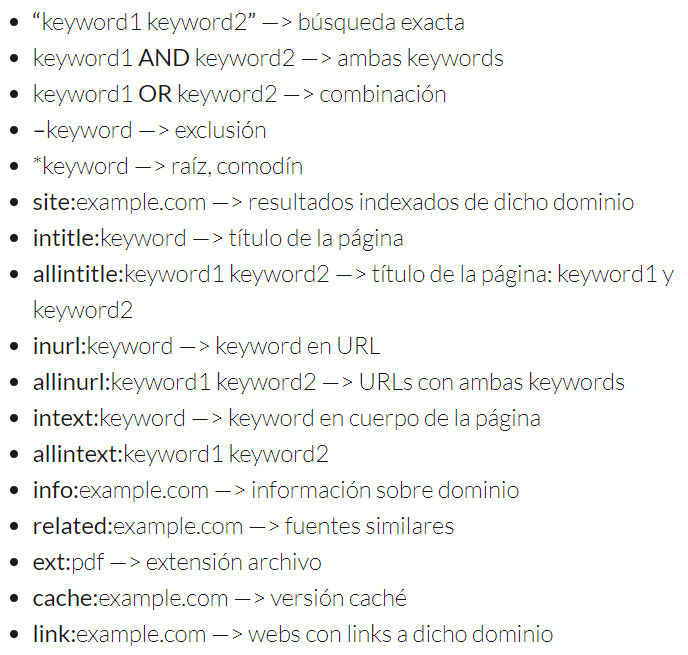 • “keyword1 keyword2” —> búsqueda exacta
• keyword1 AND keyword2 —> ambas keywords
• keyword1 OR keyword2 —> combinación
• –keyword —> exclusión
• *keyword —> raíz, comodín
• site:example.com —> resultados indexados de dicho dominio
• intitle:keyword —> título de la página
• allintitle:keyword1 keyword2 —> título de la página: keyword1 y
keyword2
• inurl:keyword —> keyword en URL
• allinurl:keyword1 keyword2 —> URLs con ambas keywords
• intext:keyword —> keyword en cuerpo de la página
• allintext:keyword1 keyword2
• info:example.com —> información sobre dominio
• related:example.com —> fuentes similares
• ext:pdf —> extensión archivo
• cache:example.com —> versión caché
• link:example.com —> webs con links a dicho dominio